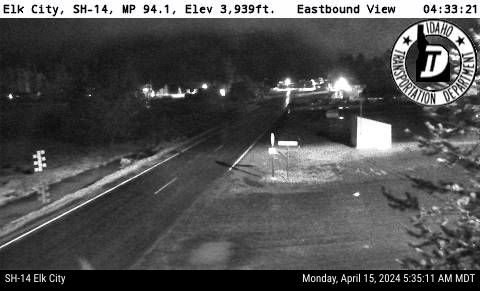 Elk City, SH-14, MP 94.1, Elev 3,939ft. Eastbound View 04:33:21
IDAHO
TRANSPORTATION DEPARTMENT
SH-14 Elk City Monday, April 15, 2024 5:35:11 AM MDT